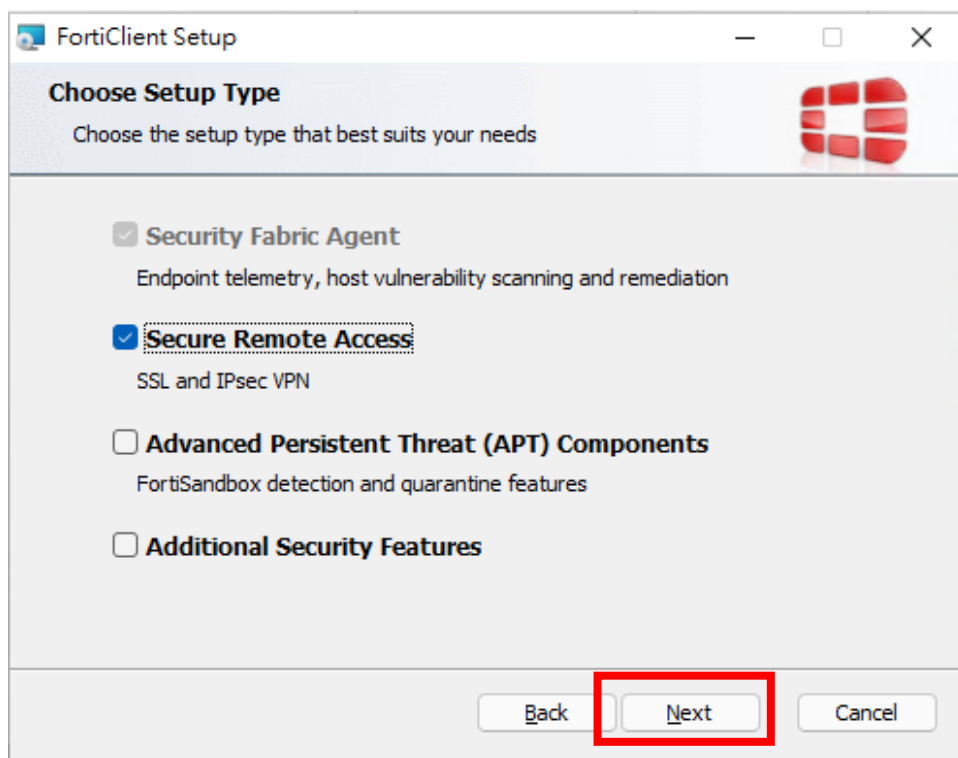 FortiClient Setup
Choose Setup Type
Choose the setup type that best suits your needs
Security Fabric Agent
Endpoint telemetry, host vulnerability scanning and remediation
Secure Remote Access
SSL and IPsec VPN
Advanced Persistent Threat (APT) Components
FortiSandbox detection and quarantine features
Additional Security Features
Back Next Cancel